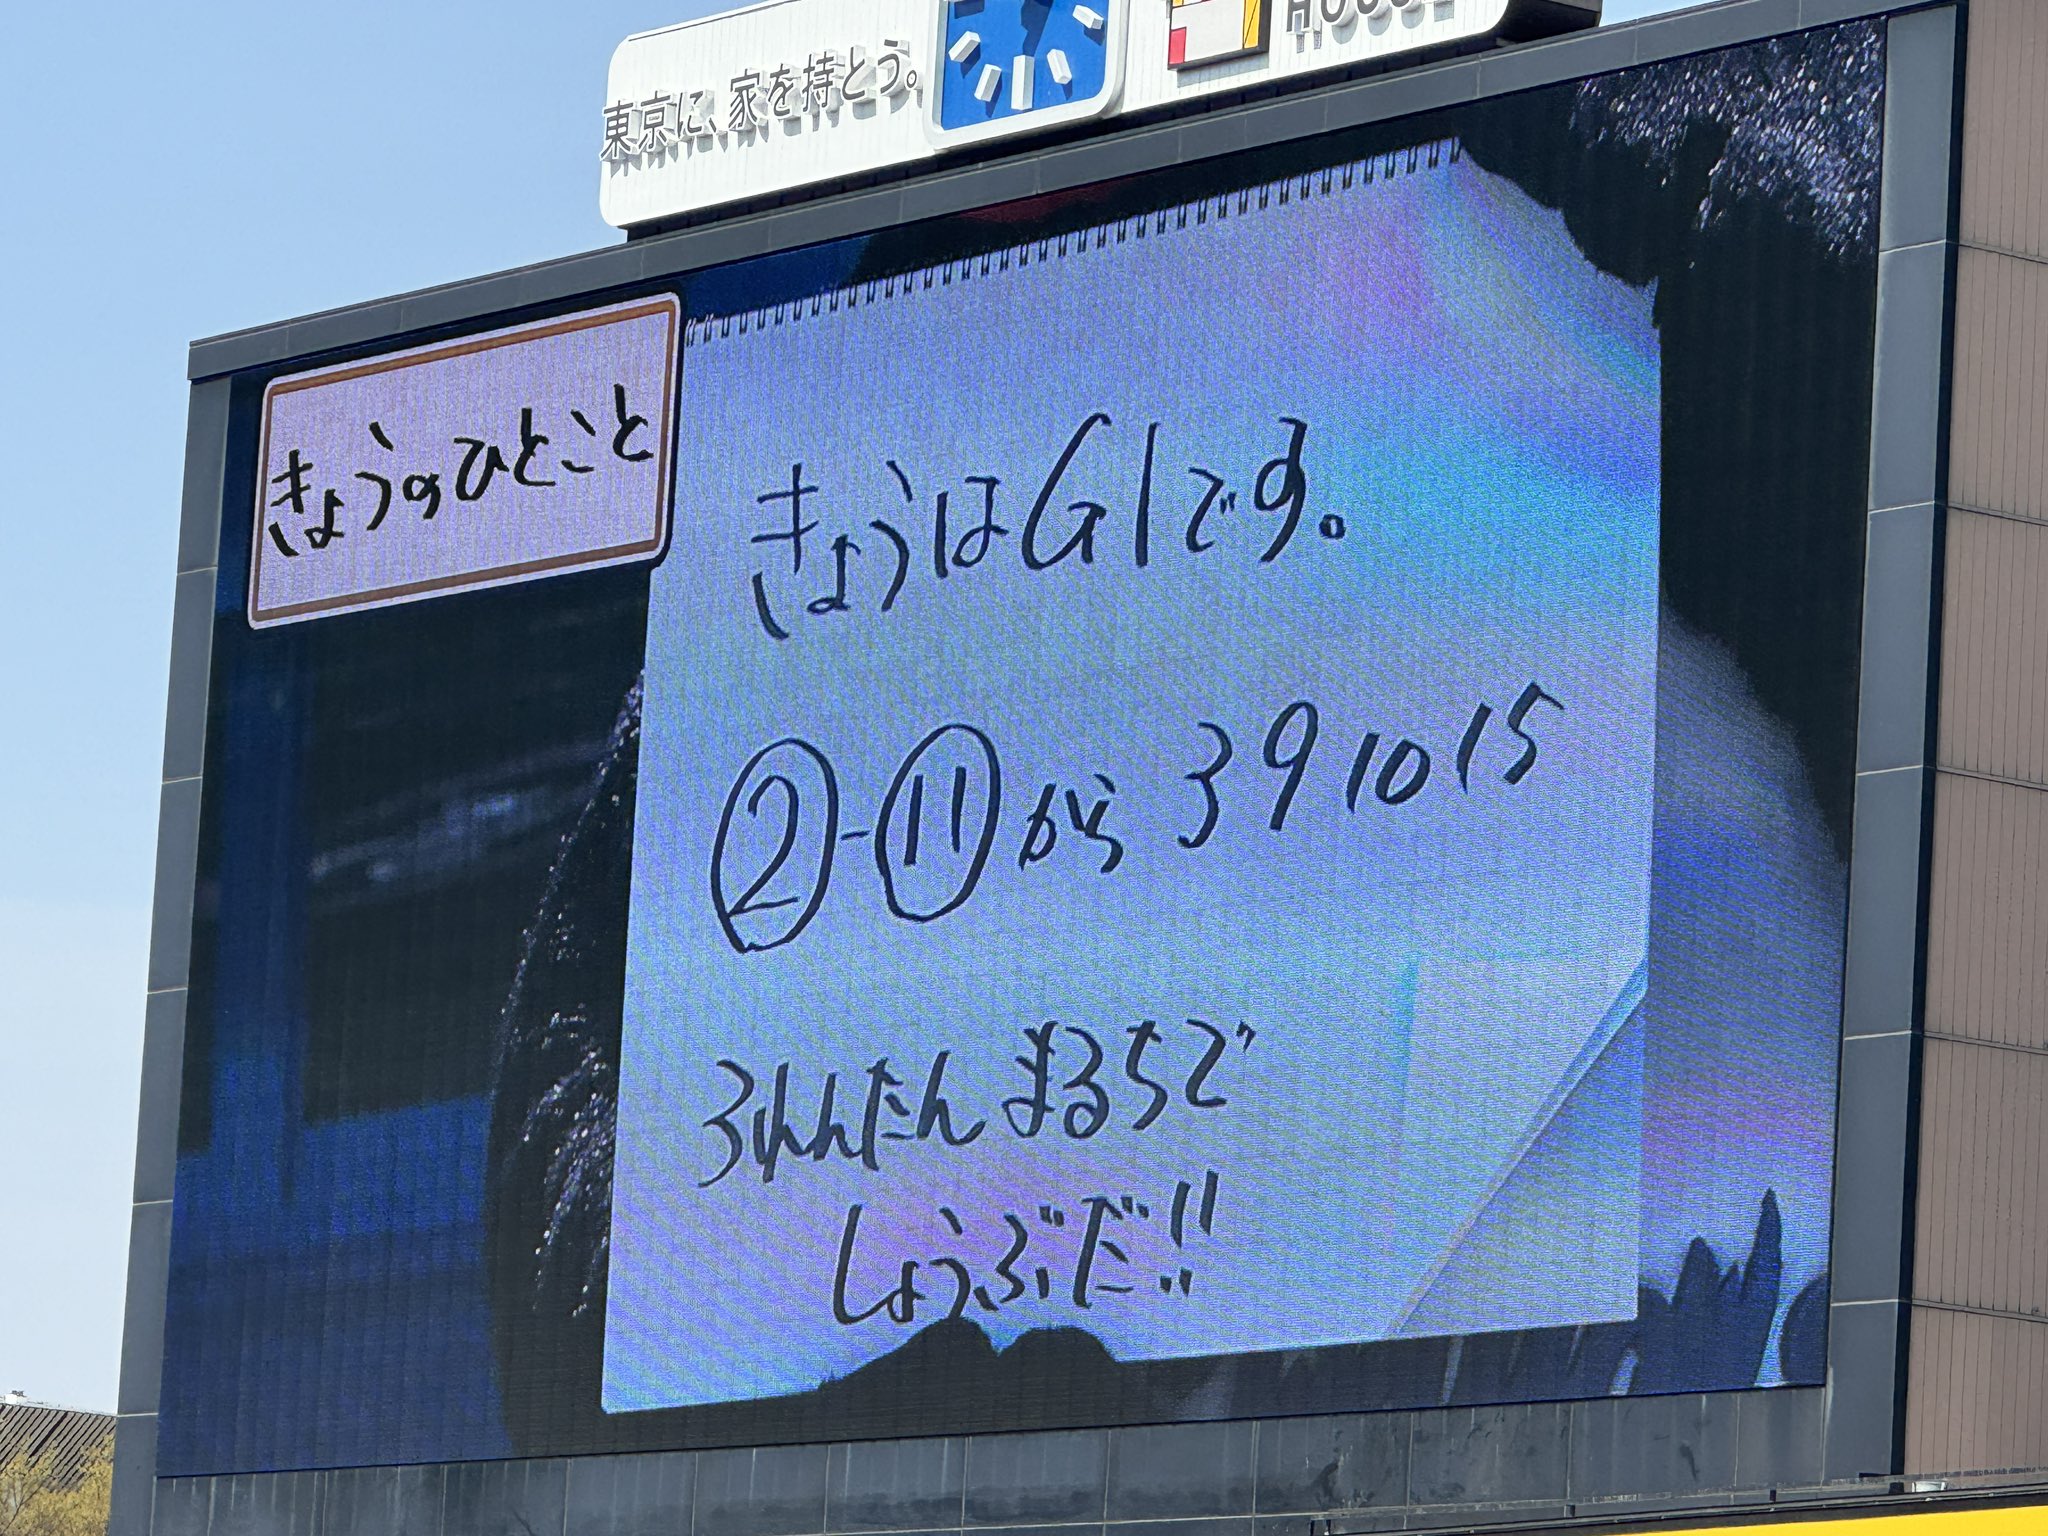 東京に、家を持とう。
きょうのひとこと
きょうはG1です。
②-⑪から 3 9 10 15
3れんたんまるちで
しょうぶだ!!